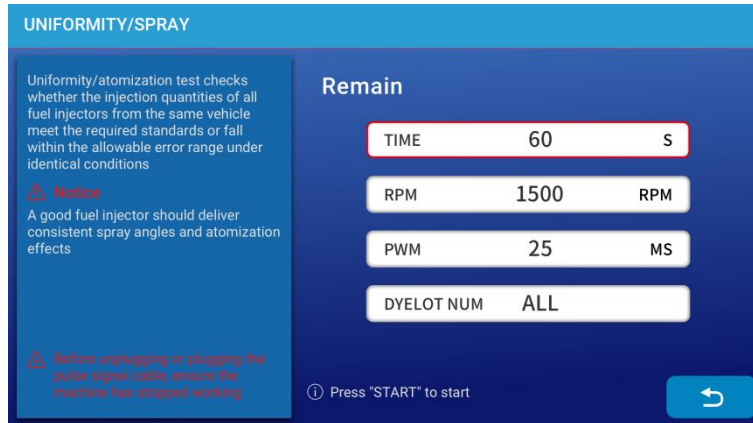 UNIFORMITY/SPRAY
Uniformity/atomization test checks
whether the injection quantities of all
fuel injectors from the same vehicle
meet the required standards or fall
within the allowable error range under
identical conditions
Notice
A good fuel injector should deliver
consistent spray angles and atomization
effects
Before unplugging or plugging the
pulse signal cable, ensure the
machine has stopped working
Remain
TIME 60 S
RPM 1500 RPM
PWM 25 MS
DYELOT NUM ALL
Press "START" to start